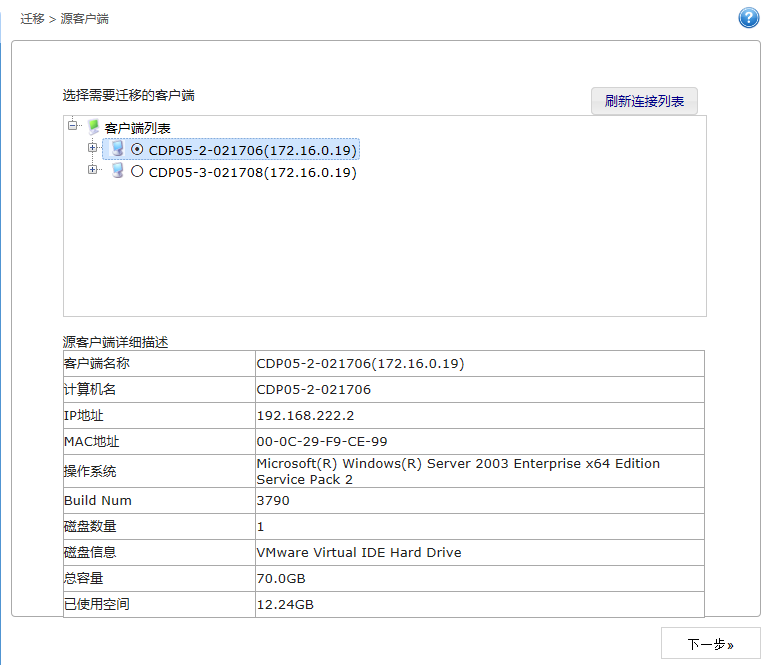 迁移 > 源客户端
选择需要迁移的客户端
刷新连接列表
客户端列表
CDP05-2-021706(172.16.0.19)
CDP05-3-021708(172.16.0.19)
源客户端详细描述
客户端名称 CDP05-2-021706(172.16.0.19)
计算机名 CDP05-2-021706
IP地址 192.168.222.2
MAC地址 00-0C-29-F9-CE-99
操作系统 Microsoft(R) Windows(R) Server 2003 Enterprise x64 Edition
Service Pack 2
Build Num 3790
磁盘数量 1
磁盘信息 VMware Virtual IDE Hard Drive
总容量 70.0GB
已使用空间 12.24GB
下一步»